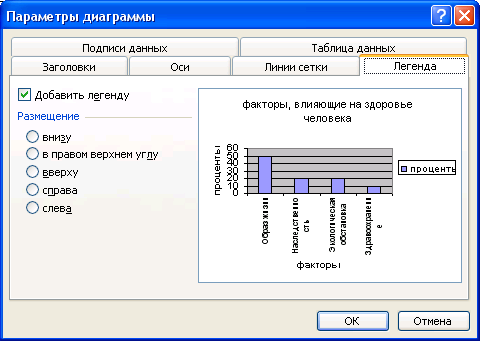 Параметры диаграммы
Подписи данных
Таблица данных
Заголовки
Оси
Линии сетки
Легенда
Добавить легенду
Размещение
внизу
в правом верхнем углу
вверху
справа
слева
факторы, влияющие на здоровье
человека
проценты
60
50
40
30
20
10
0
Образ жизни
Наследственно
сть
Экологическая
обстановка
Здравоохранени
е
факторы
проценты
ОК
Отмена